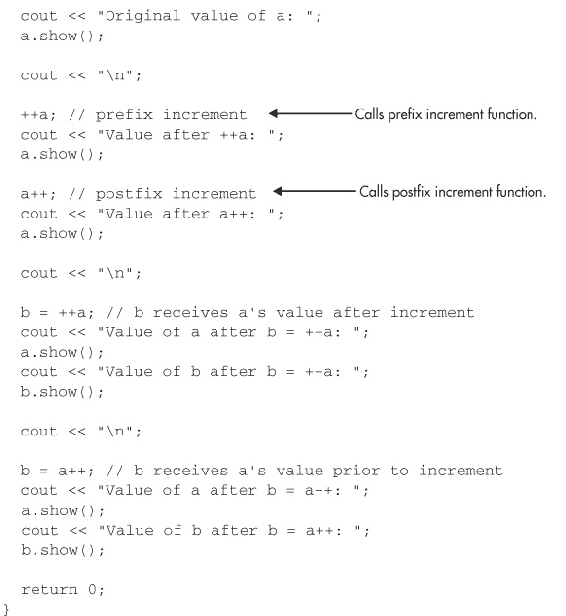 cout << "Original value of a: ";
a.show();
cout << "\n";
++a; // prefix increment Calls prefix increment function.
cout << "Value after ++a: ";
a.show();
a++; // postfix increment Calls postfix increment function.
cout << "Value after a++: ";
a.show();
cout << "\n";
b = ++a; // b receives a's value after increment
cout << "Value of a after b = ++a: ";
a.show();
cout << "Value of b after b = ++a: ";
b.show();
cout << "\n";
b = a++; // b receives a's value prior to increment
cout << "Value of a after b = a++: ";
a.show();
cout << "Value of b after b = a++: ";
b.show();
return 0;
}